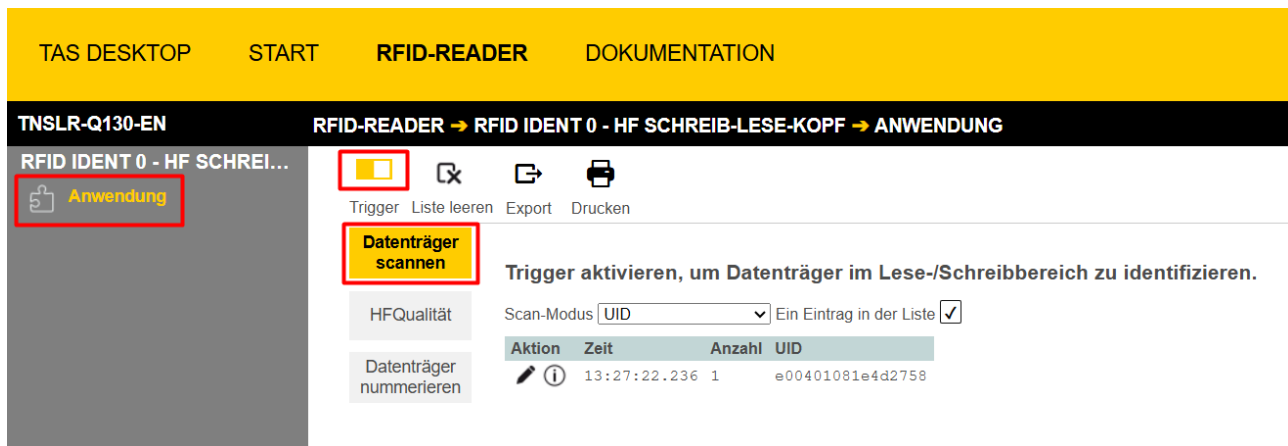 TAS DESKTOP START RFID-READER DOKUMENTATION
TNSLR-Q130-EN
RFID-READER ➔ RFID IDENT 0 - HF SCHREIB-LESE-KOPF ➔ ANWENDUNG
RFID IDENT 0 - HF SCHREI...
Anwendung
Trigger Liste leeren Export Drucken
Datenträger
scannen
HFQualität
Datenträger
nummerieren
Trigger aktivieren, um Datenträger im Lese-/Schreibbereich zu identifizieren.
Scan-Modus UID Ein Eintrag in der Liste
Aktion Zeit Anzahl UID
13:27:22.236 1 e00401081e4d2758